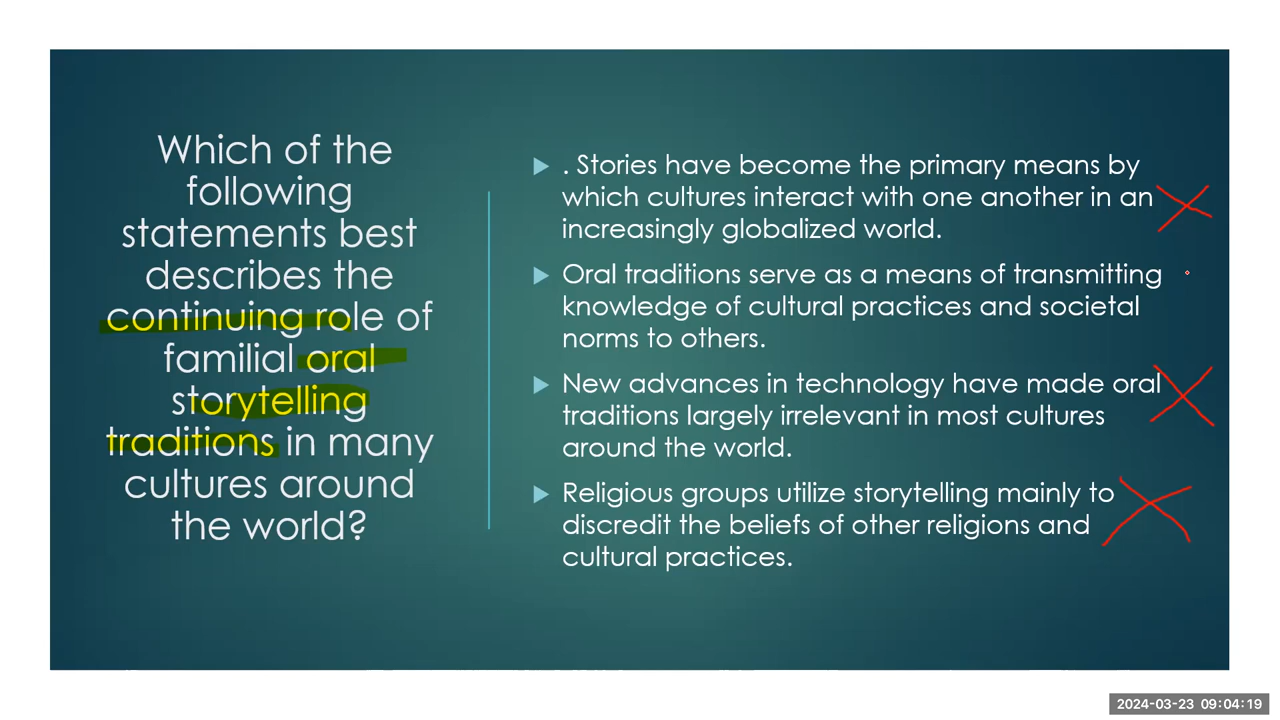 Which of the
following
statements best
describes the
continuing role of
familial oral
storytelling
traditions in many
cultures around
the world?
. Stories have become the primary means by
which cultures interact with one another in an
increasingly globalized world.
Oral traditions serve as a means of transmitting
knowledge of cultural practices and societal
norms to others.
New advances in technology have made oral
traditions largely irrelevant in most cultures
around the world.
Religious groups utilize storytelling mainly to
discredit the beliefs of other religions and
cultural practices.
2024-03-23 09:04:19